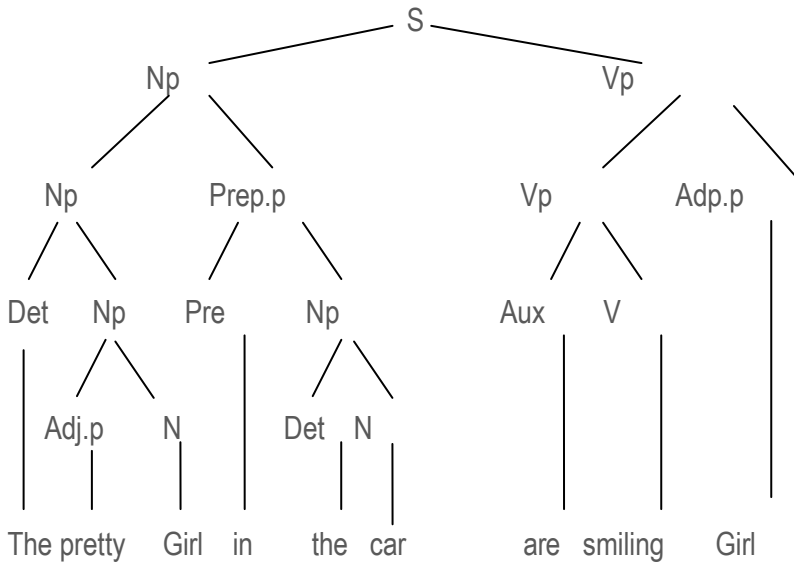 S
Np Vp
Np Prep.p Vp Adp.p
Det Np Pre Np Aux V
Adj.p N Det N
The pretty Girl in the car are smiling Girl